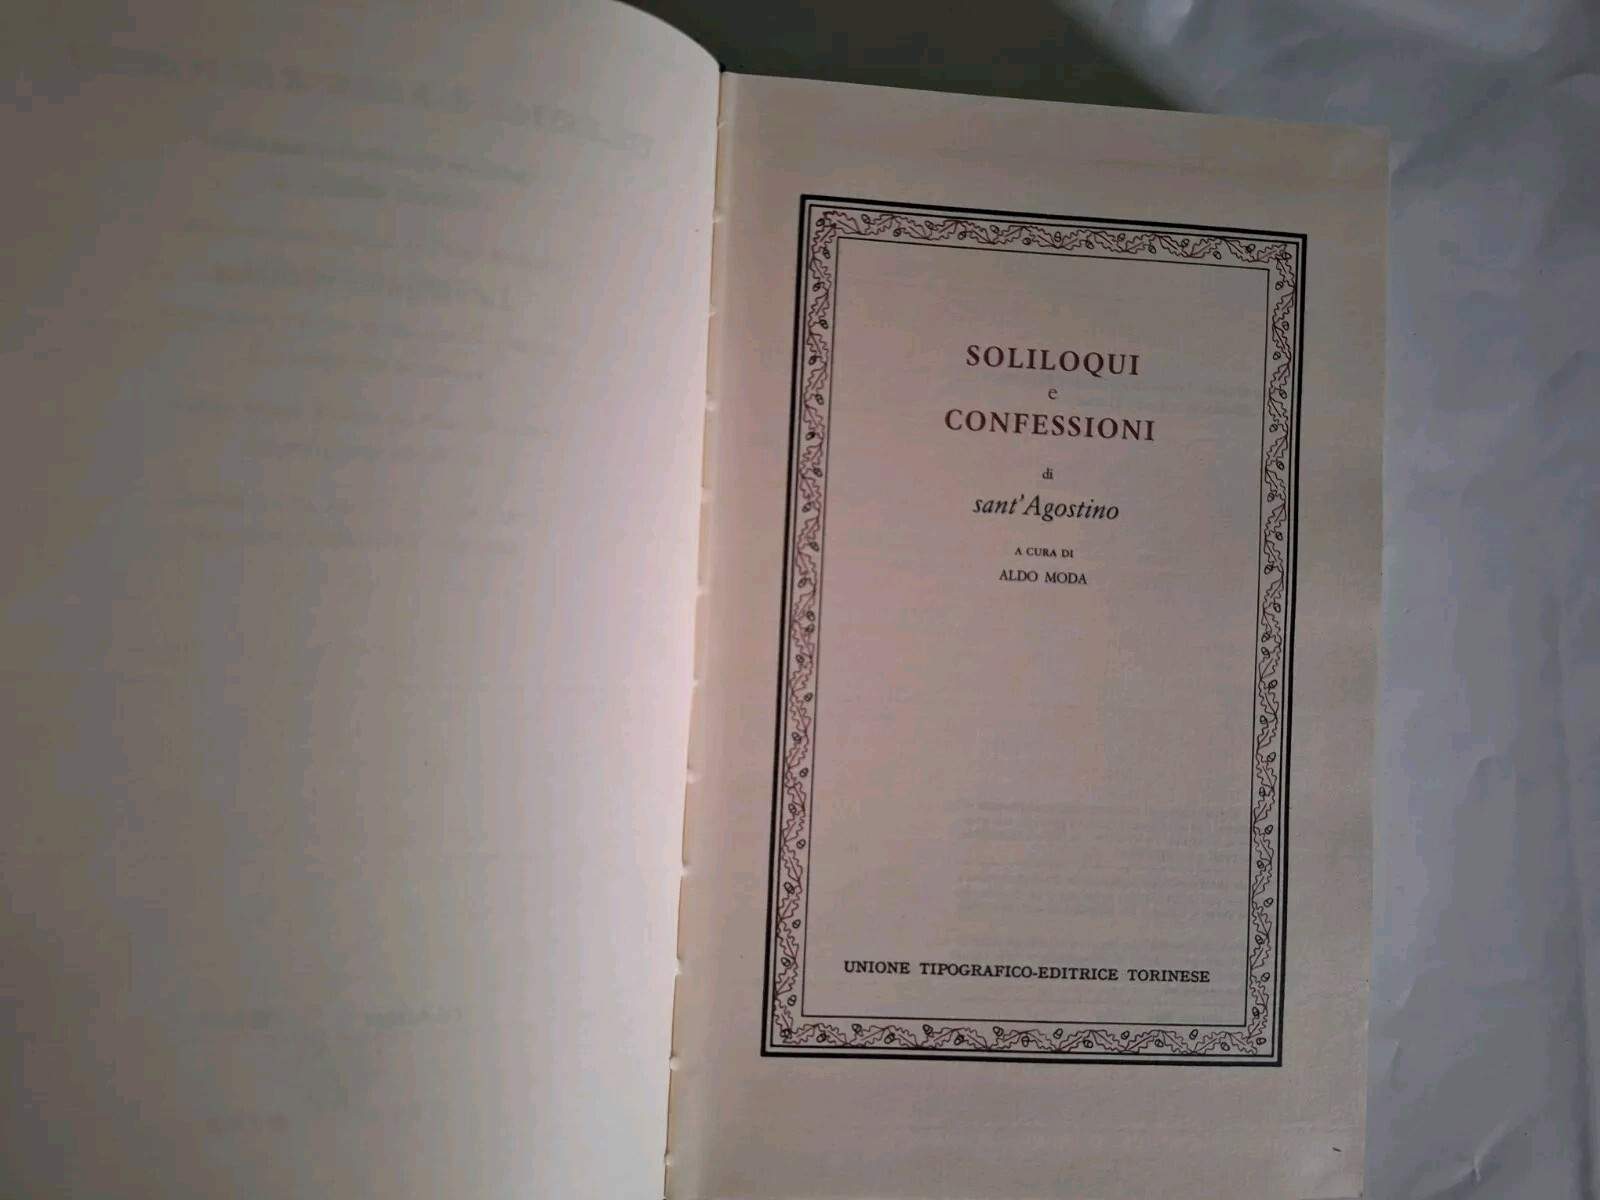 SOLILOQUI
e
CONFESSIONI
di
sant'Agostino
A CURA DI
ALDO MODA
UNIONE TIPOGRAFICO-EDITRICE TORINESE